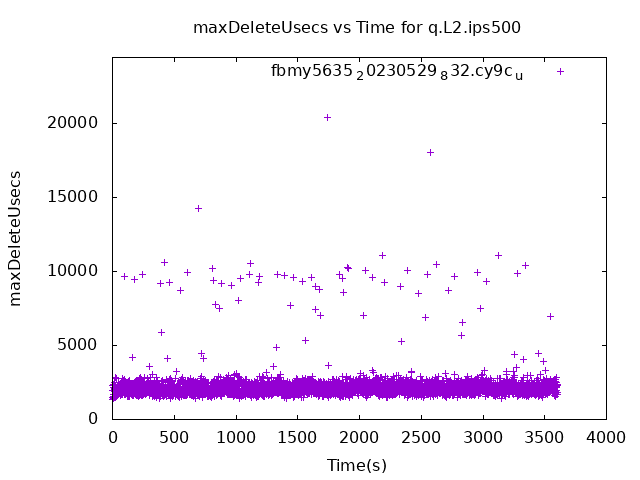 maxDeleteUsecs vs Time for q.L2.ips500
fbmy5635₂0230529₈32.cy9cᵤ
20000
15000
10000
5000
0
maxDeleteUsecs
0 500 1000 1500 2000 2500 3000 3500 4000
Time(s)